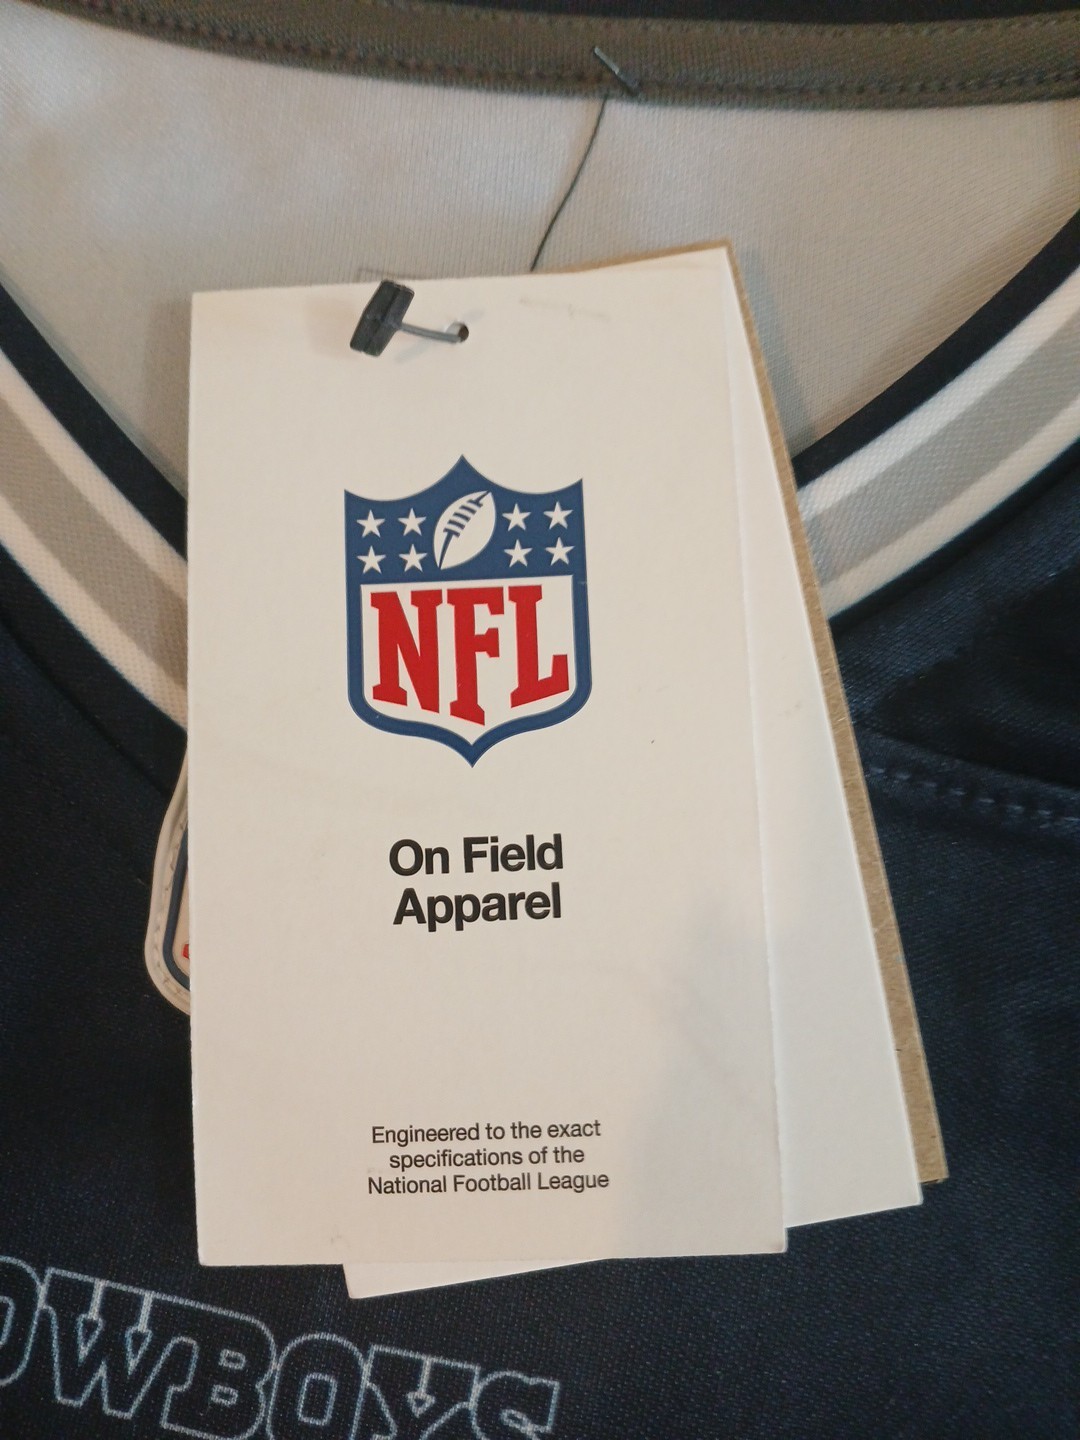 NFL
On Field
Apparel
Engineered to the exact
specifications of the
National Football League
OWBOYS